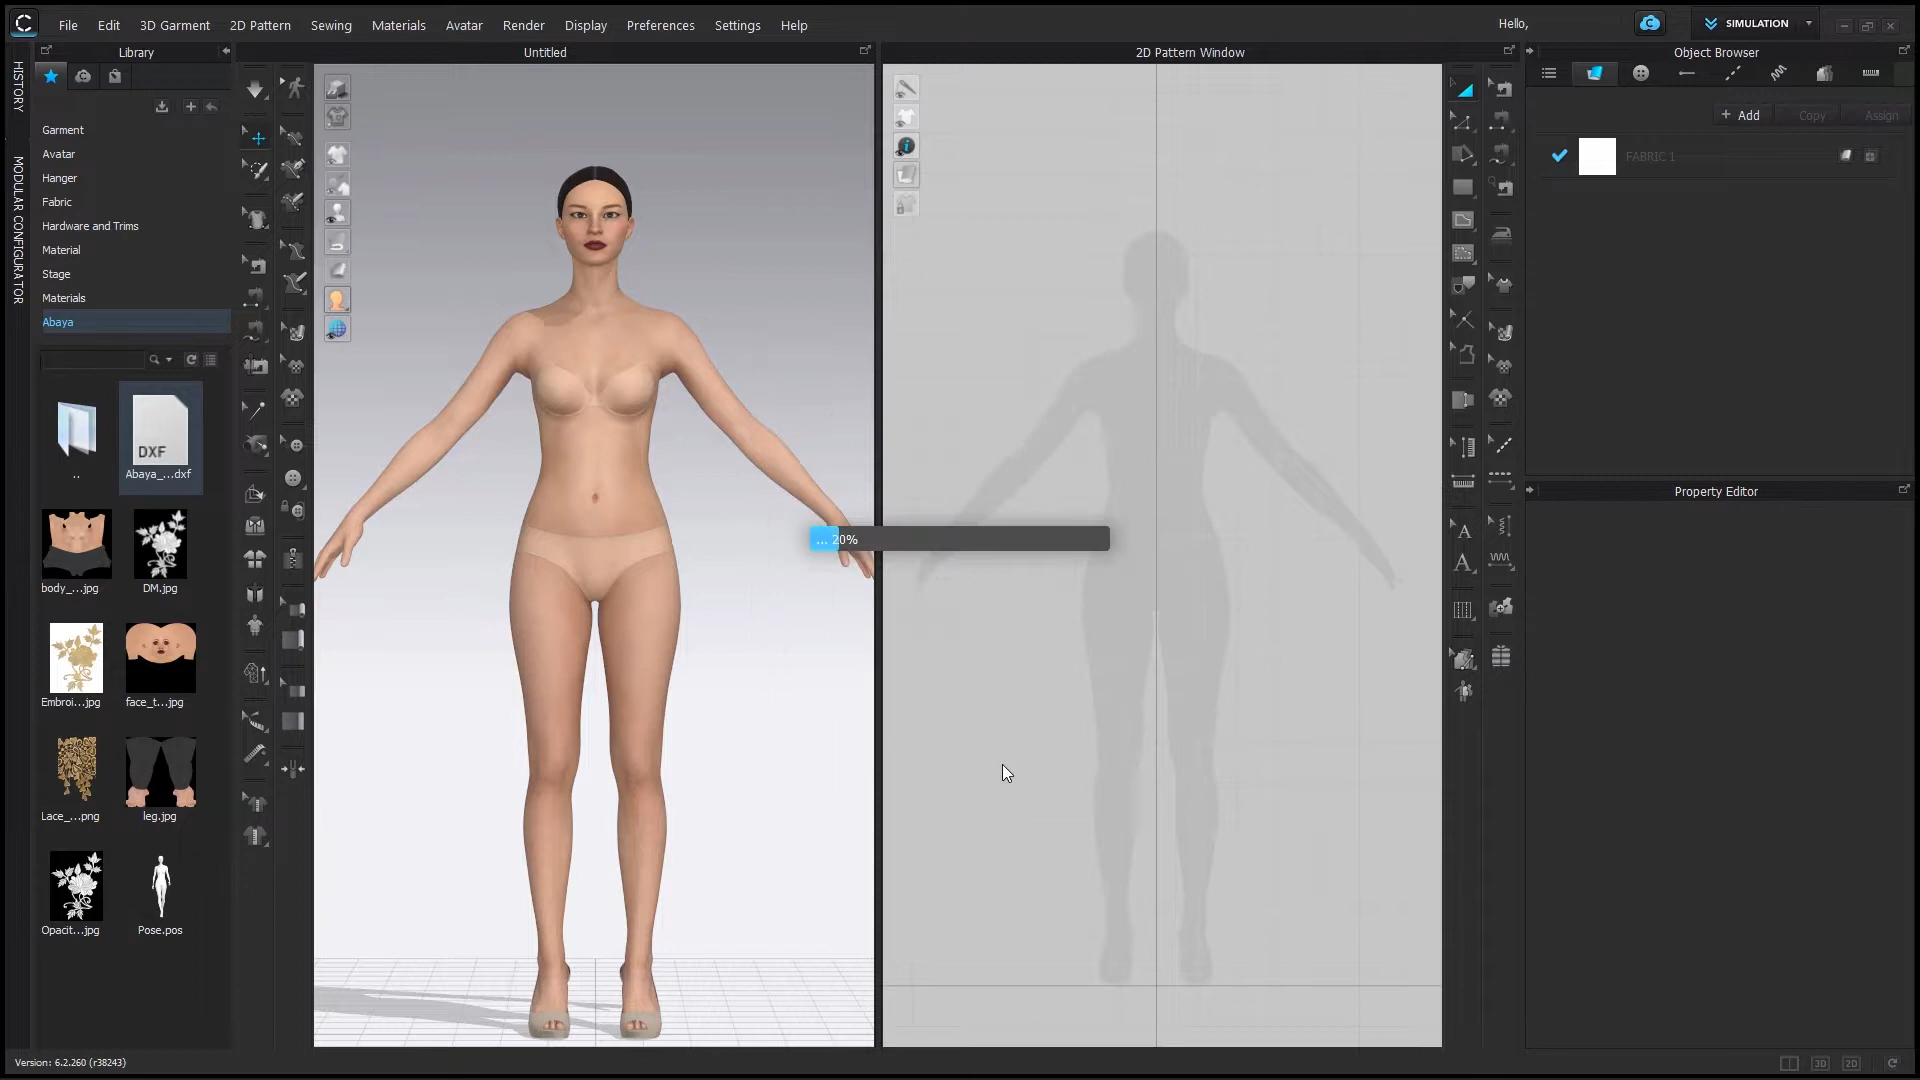 File Edit 3D Garment 2D Pattern Sewing Materials Avatar Render Display Preferences Settings Help
Hello,
SIMULATION
Library
Untitled
2D Pattern Window
Object Browser
HISTORY
MODULAR CONFIGURATOR
Garment
Avatar
Hanger
Fabric
Hardware and Trims
Material
Stage
Materials
Abaya
+ Add
Copy
Assign
FABRIC 1
DXF
..
Abaya_...dxf
body_...jpg
DM.jpg
Embroi...jpg
face_t...jpg
Lace_...png
leg.jpg
Opacit...jpg
Pose.pos
... 20%
Property Editor
Version: 6.2.260 (r38243)
3D
2D